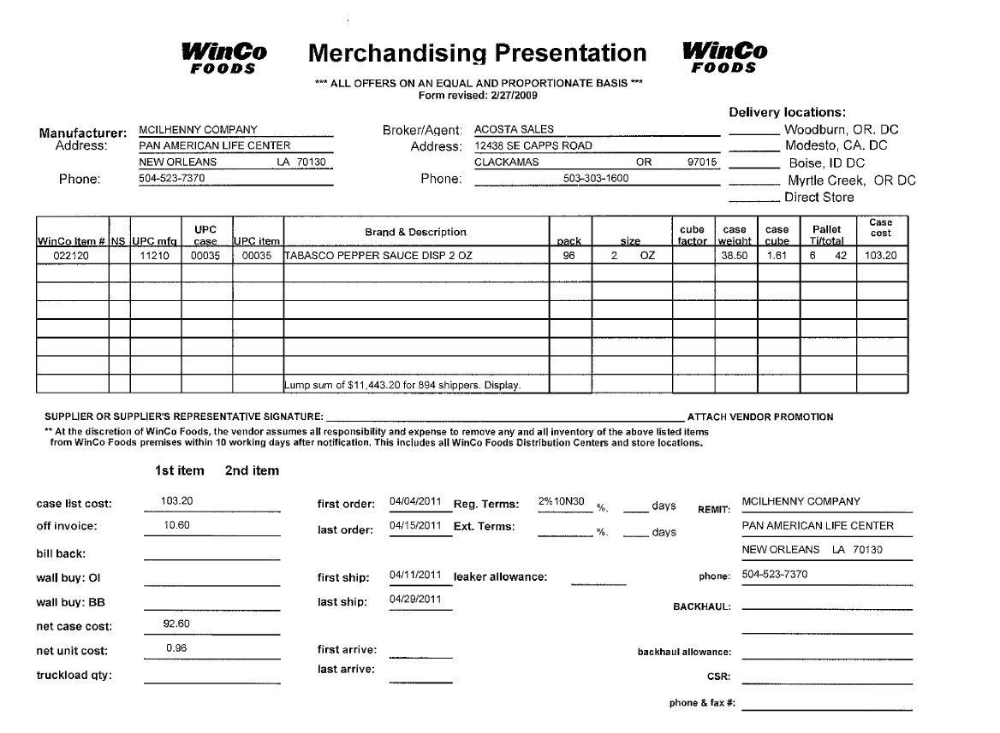 WinCo FOODS
Merchandising Presentation
WinCo FOODS
*** ALL OFFERS ON AN EQUAL AND PROPORTIONATE BASIS ***
Form revised: 2/27/2009
Delivery locations:
Manufacturer: MCILHENNY COMPANY Broker/Agent: ACOSTA SALES Woodburn, OR. DC
Address: PAN AMERICAN LIFE CENTER Address: 12438 SE CAPPS ROAD Modesto, CA. DC
NEW ORLEANS LA 70130 CLACKAMAS OR 97015 Boise, ID DC
Phone: 504-523-7370 Phone: 503-303-1600 Myrtle Creek, OR DC
Direct Store
WinCo Item # NS UPC mfg UPC case UPC item Brand & Description pack size cube factor case weight case cube Pallet Ti/total Case cost
022120 11210 00035 00035 TABASCO PEPPER SAUCE DISP 2 OZ 96 2 OZ 38.50 1.61 6 42 103.20
Lump sum of $11,443.20 for 894 shippers. Display.
SUPPLIER OR SUPPLIER'S REPRESENTATIVE SIGNATURE: ATTACH VENDOR PROMOTION
** At the discretion of WinCo Foods, the vendor assumes all responsibility and expense to remove any and all inventory of the above listed items
from WinCo Foods premises within 10 working days after notification. This includes all WinCo Foods Distribution Centers and store locations.
1st item 2nd item
case list cost: 103.20 first order: 04/04/2011 Reg. Terms: 2%10N30 %. days REMIT: MCILHENNY COMPANY
off invoice: 10.60 last order: 04/15/2011 Ext. Terms: %. days PAN AMERICAN LIFE CENTER
bill back: NEW ORLEANS LA 70130
wall buy: OI first ship: 04/11/2011 leaker allowance: phone: 504-523-7370
wall buy: BB last ship: 04/29/2011 BACKHAUL:
net case cost: 92.60
net unit cost: 0.96 first arrive: backhaul allowance:
truckload qty: last arrive: CSR:
phone & fax #: